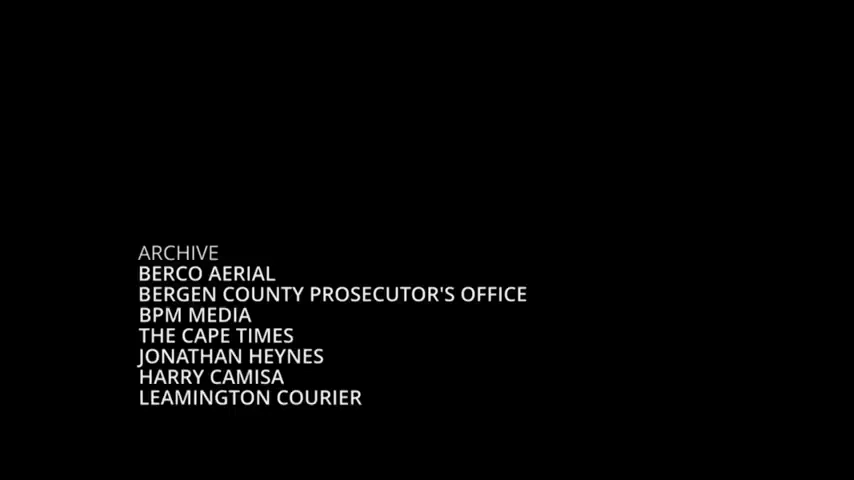 ARCHIVE
BERCO AERIAL
BERGEN COUNTY PROSECUTOR'S OFFICE
BPM MEDIA
THE CAPE TIMES
JONATHAN HEYNES
HARRY CAMISA
LEAMINGTON COURIER